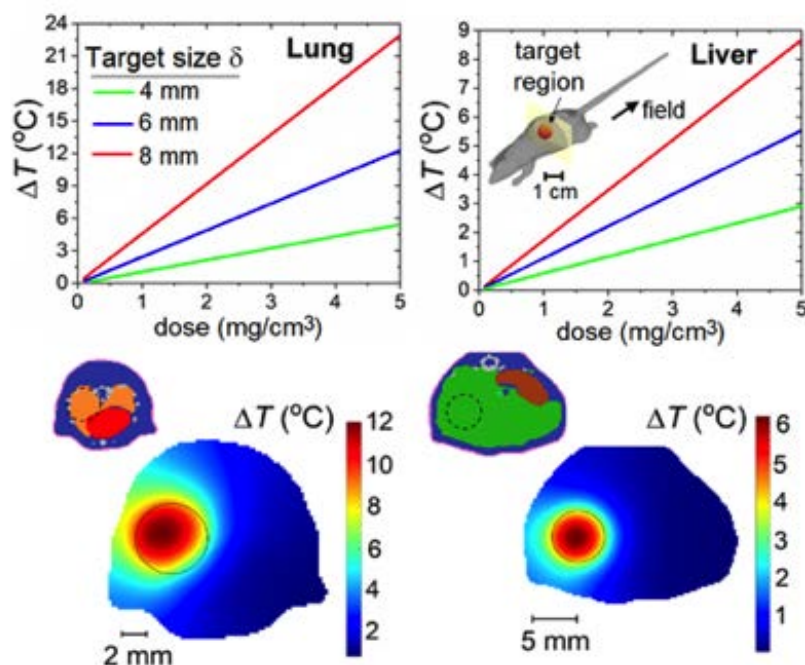 24
21
18
15
12
9
6
3
0
ΔT (°C)
Lung
Target size δ
4 mm
6 mm
8 mm
0 1 2 3 4 5
dose (mg/cm³)
9
8
7
6
5
4
3
2
1
0
ΔT (°C)
Liver
target
region
field
1 cm
0 1 2 3 4 5
dose (mg/cm³)
ΔT (°C)
12
10
8
6
4
2
2 mm
ΔT (°C)
6
5
4
3
2
1
5 mm